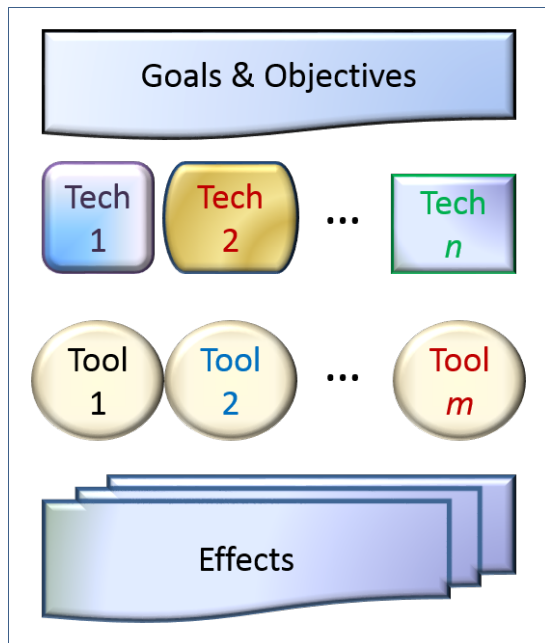 Goals & Objectives
Tech Tech ... Tech
1 2 n
Tool Tool ... Tool
1 2 m
Effects